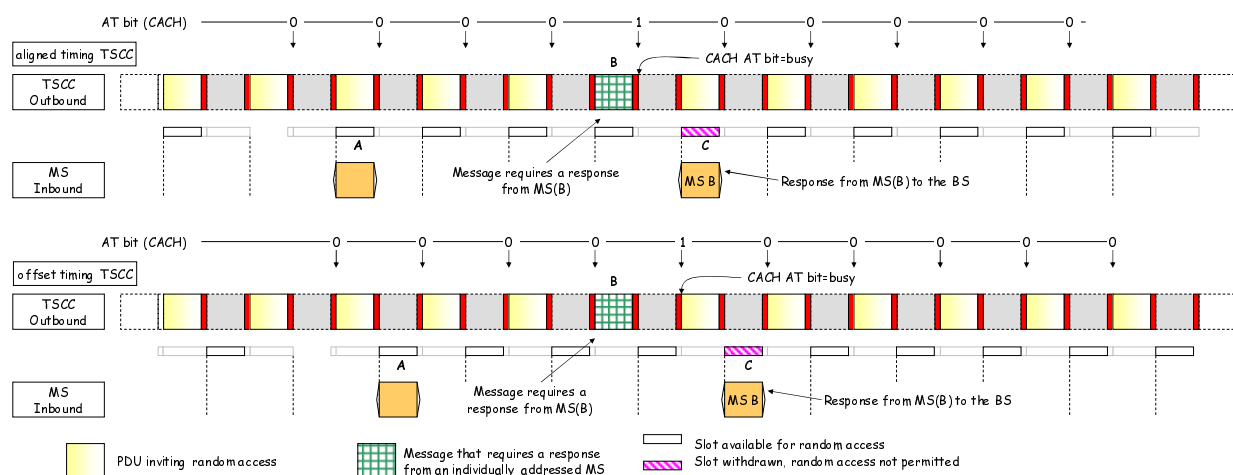 AT bit (CACH) 0 0 0 0 1 0 0 0 0 0
aligned timing TSCC
B
CACH AT bit=busy
TSCC
Outbound
A
C
Message requires a response
from MS(B)
MS
Inbound
MS B
Response from MS(B) to the BS
AT bit (CACH) 0 0 0 0 1 0 0 0 0 0
offset timing TSCC
B
CACH AT bit=busy
TSCC
Outbound
A
C
Message requires a
response from MS(B)
MS
Inbound
MS B
Response from MS(B) to the BS
PDU inviting random access
Message that requires a response
from an individually addressed MS
Slot available for random access
Slot withdrawn, random access not permitted